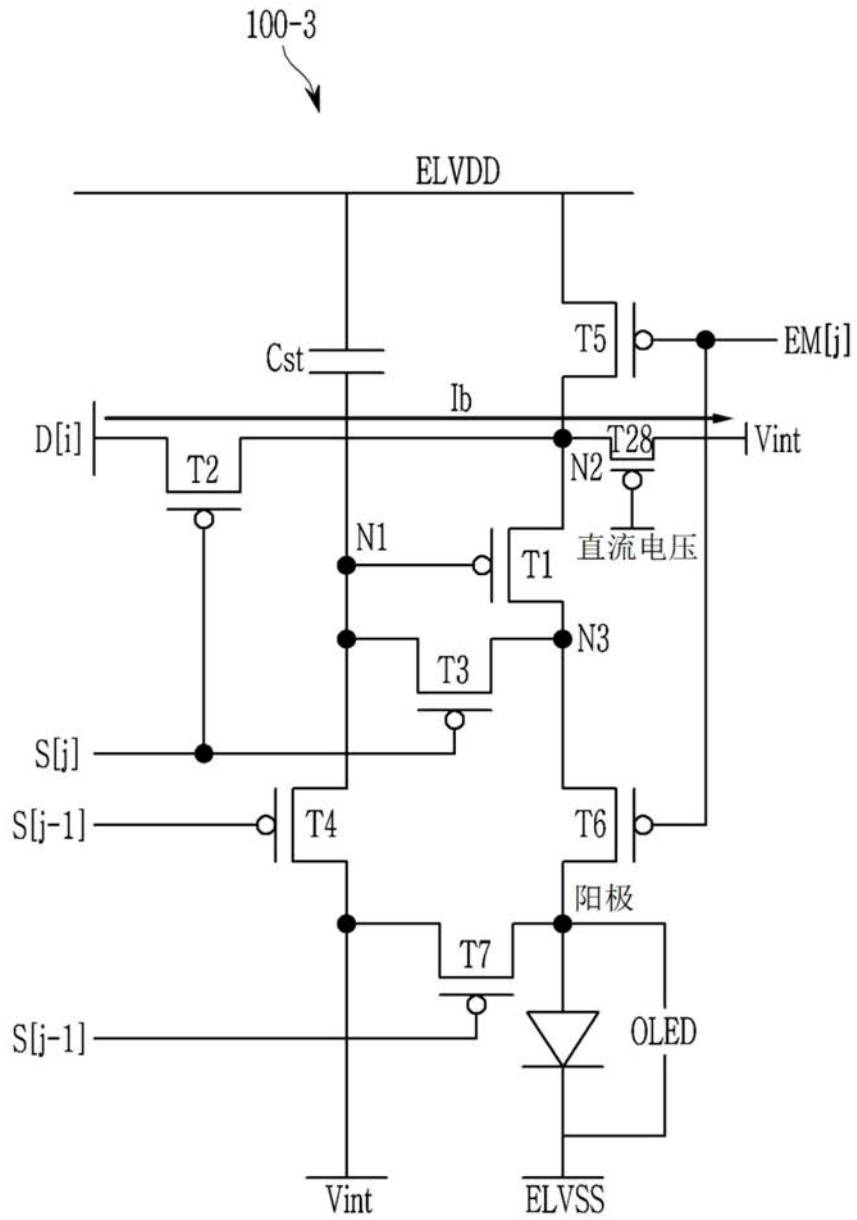 100-3
ELVDD
T5
EM[j]
Cst
Ib
D[i]
T2
T28
Vint
N2
N1
T1
直流电压
T3
N3
S[j]
S[j-1]
T4
T6
阳极
T7
S[j-1]
OLED
Vint
ELVSS